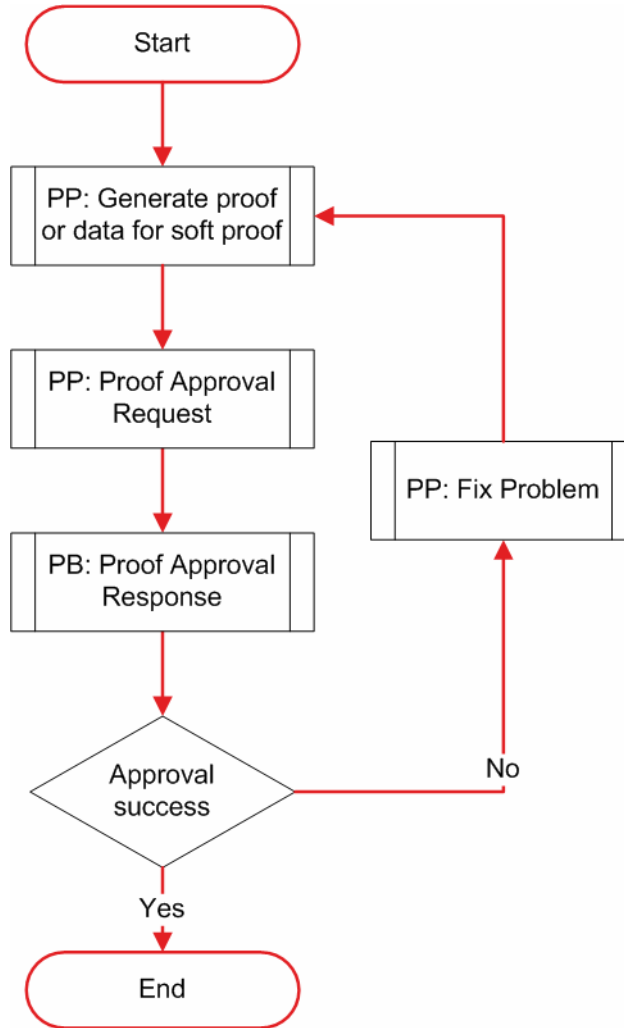 Start
PP: Generate proof
or data for soft proof
PP: Proof Approval
Request
PP: Fix Problem
PB: Proof Approval
Response
Approval
success
No
Yes
End